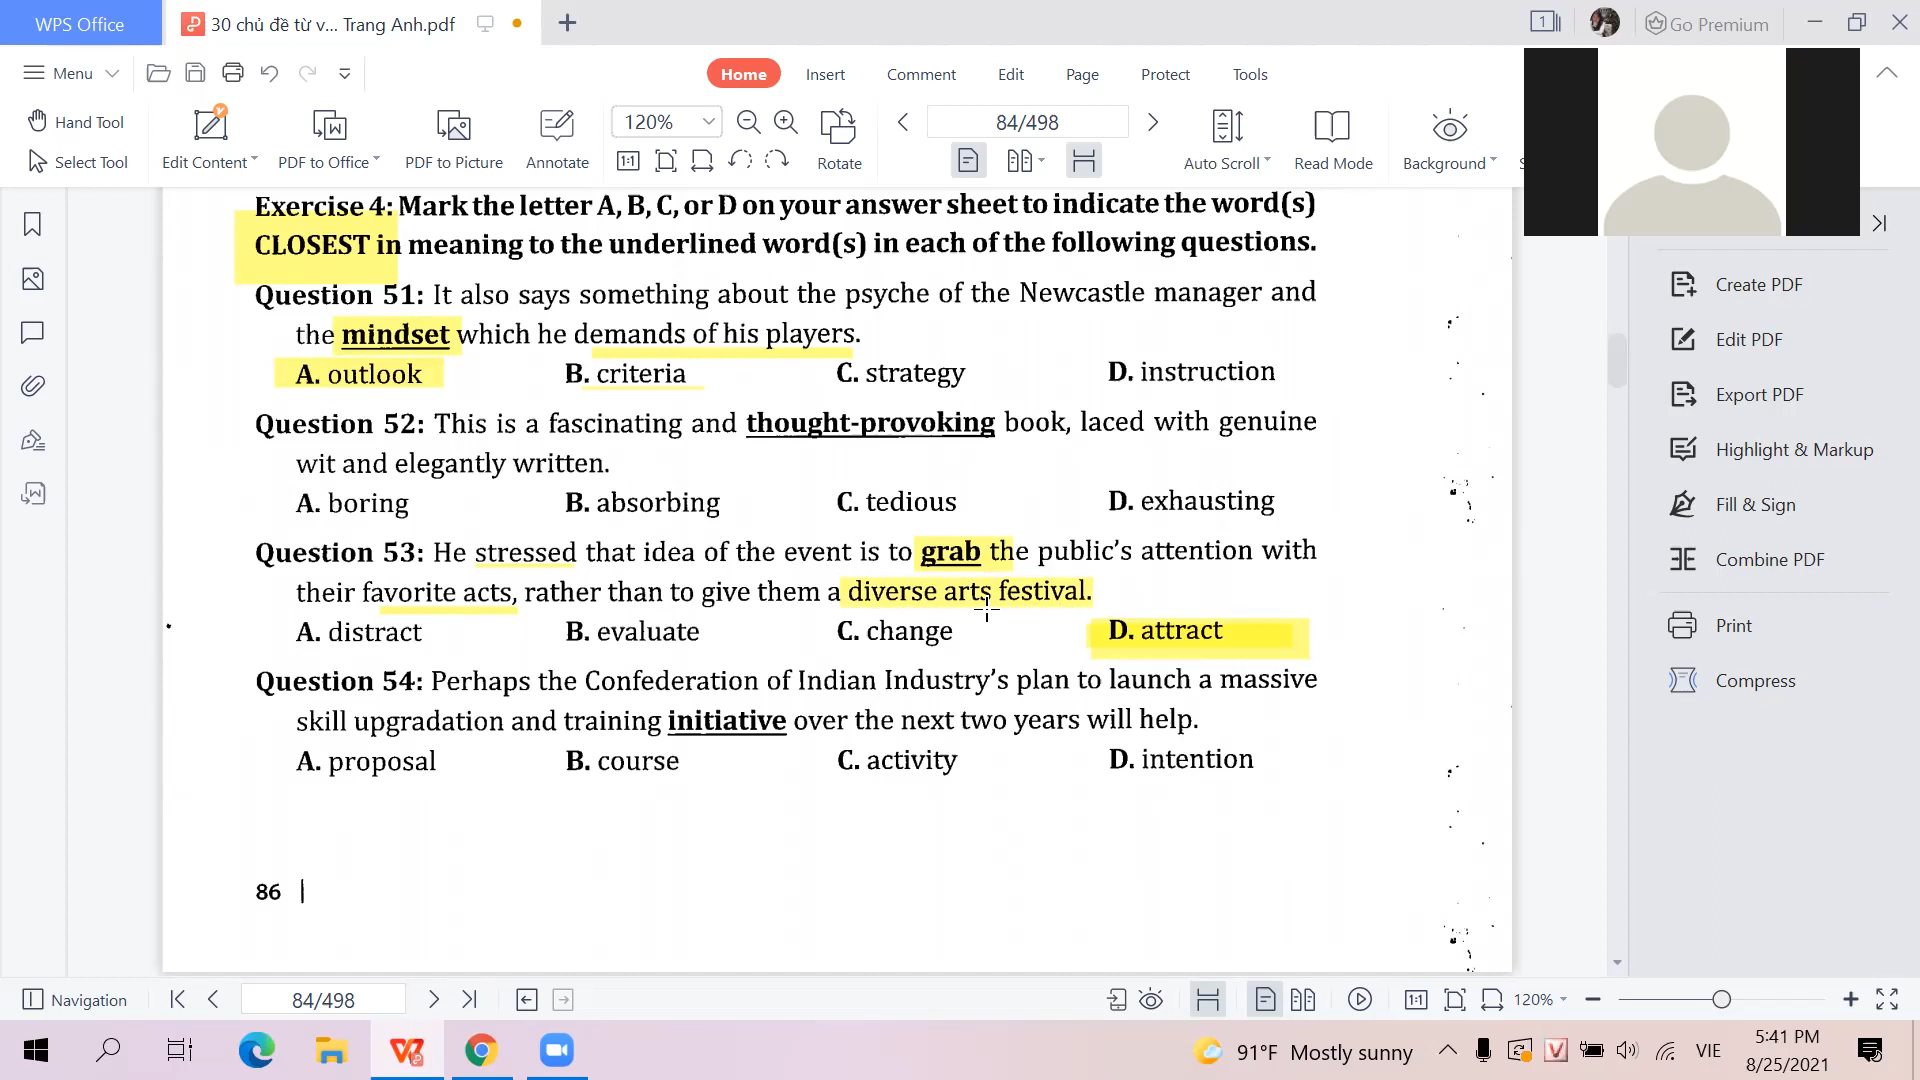 WPS Office
30 chủ đề từ v... Trang Anh.pdf
1
Go Premium
Menu
Home
Insert
Comment
Edit
Page
Protect
Tools
Hand Tool
Select Tool
Edit Content
PDF to Office
PDF to Picture
Annotate
120%
84/498
Rotate
Auto Scroll
Read Mode
Background
Exercise 4: Mark the letter A, B, C, or D on your answer sheet to indicate the word(s)
CLOSEST in meaning to the underlined word(s) in each of the following questions.
Question 51: It also says something about the psyche of the Newcastle manager and
the mindset which he demands of his players.
A. outlook B. criteria C. strategy D. instruction
Question 52: This is a fascinating and thought-provoking book, laced with genuine
wit and elegantly written.
A. boring B. absorbing C. tedious D. exhausting
Question 53: He stressed that idea of the event is to grab the public's attention with
their favorite acts, rather than to give them a diverse arts festival.
A. distract B. evaluate C. change D. attract
Question 54: Perhaps the Confederation of Indian Industry's plan to launch a massive
skill upgradation and training initiative over the next two years will help.
A. proposal B. course C. activity D. intention
86 |
Create PDF
Edit PDF
Export PDF
Highlight & Markup
Fill & Sign
Combine PDF
Print
Compress
Navigation
84/498
120%
91°F Mostly sunny
VIE
5:41 PM
8/25/2021